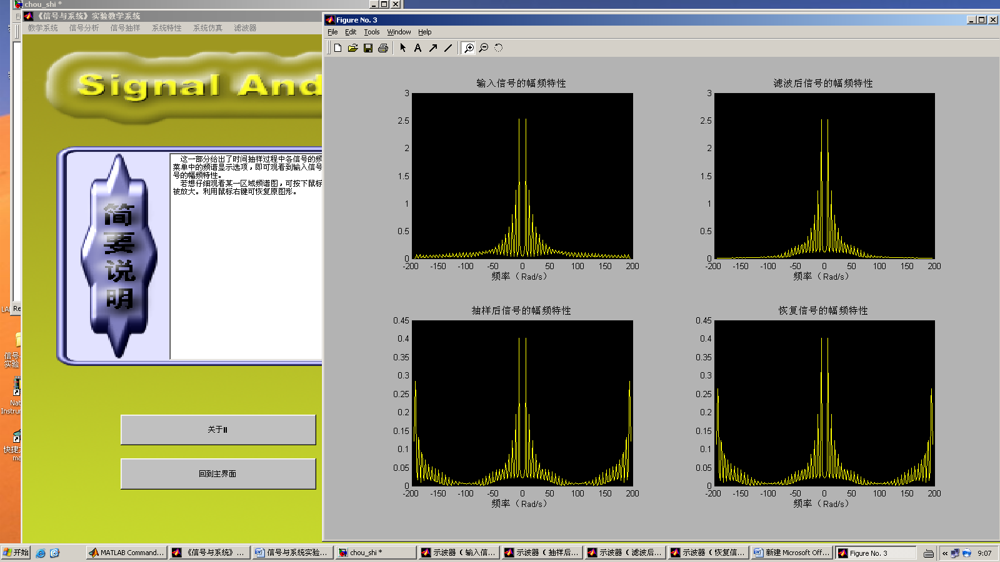 chou_shi *
《信号与系统》实验教学系统
教学系统 信号分析 信号抽样 系统特性 系统仿真 滤波器
Signal And
这一部分给出了时间抽样过程中各信号的频
菜单中的频谱显示选项，即可观看到输入信号
号的幅频特性。
若想仔细观看某一区域频谱图，可按下鼠标
被放大。利用鼠标右键可恢复原图形。
简
要
说
明
关于II
回到主界面
Re
信号
实验
Nat
Instrum
快捷
ma
Figure No. 3
File Edit Tools Window Help
输入信号的幅频特性
3
2.5
2
1.5
1
0.5
0
-200 -150 -100 -50 0 50 100 150 200
频率（Rad/s）
滤波后信号的幅频特性
3
2.5
2
1.5
1
0.5
0
-200 -150 -100 -50 0 50 100 150 200
频率（Rad/s）
抽样后信号的幅频特性
0.45
0.4
0.35
0.3
0.25
0.2
0.15
0.1
0.05
0
-200 -150 -100 -50 0 50 100 150 200
频率（Rad/s）
恢复信号的幅频特性
0.45
0.4
0.35
0.3
0.25
0.2
0.15
0.1
0.05
0
-200 -150 -100 -50 0 50 100 150 200
频率（Rad/s）
开始 MATLAB Command... 《信号与系统》... 信号与系统实验... chou_shi * 示波器（输入信... 示波器（抽样后... 示波器（滤波后... 示波器（恢复信... 新建 Microsoft Off... Figure No. 3 « 9:07